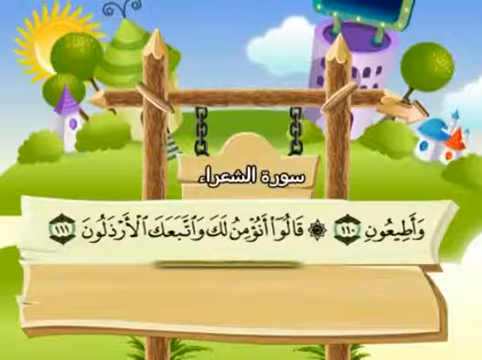 سورة الشعراء
وَأَطِيعُونِ ١١٠ ۞ قَالُوٓا۟ أَنُؤْمِنُ لَكَ وَٱتَّبَعَكَ ٱلْأَرْذَلُونَ ١١١